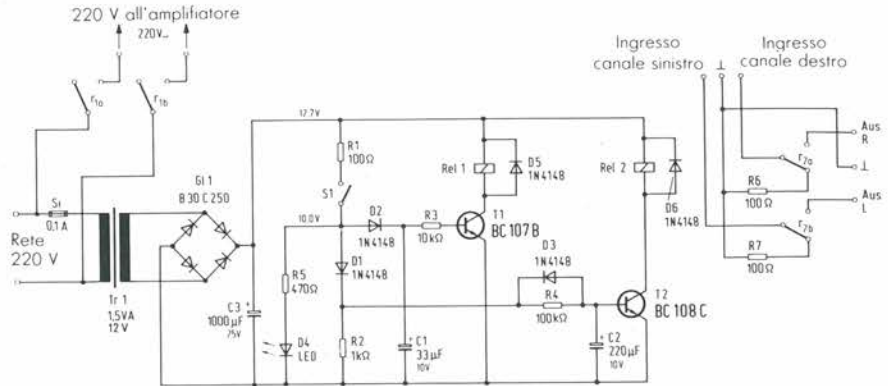 220 V all'amplifiatore
220V~
r1a
r1b
Gl 1
B 30 C 250
Si
0,1 A
Rete
220 V
Tr 1
1,5VA
12 V
C3
1000µF
25V
12.7V
R1
100Ω
S1
10.0V
D2
1N4148
R3
10kΩ
D1
1N4148
R5
470Ω
D4
LED
R2
1kΩ
C1
33µF
10V
Rel 1
D5
1N4148
T1
BC 107 B
D3
1N4148
R4
100kΩ
Rel 2
D6
1N4148
T2
BC 108 C
C2
220µF
10V
Ingresso
canale sinistro
⊥
Ingresso
canale destro
Aus
R
r2a
⊥
R6
100Ω
Aus
L
r2b
R7
100Ω